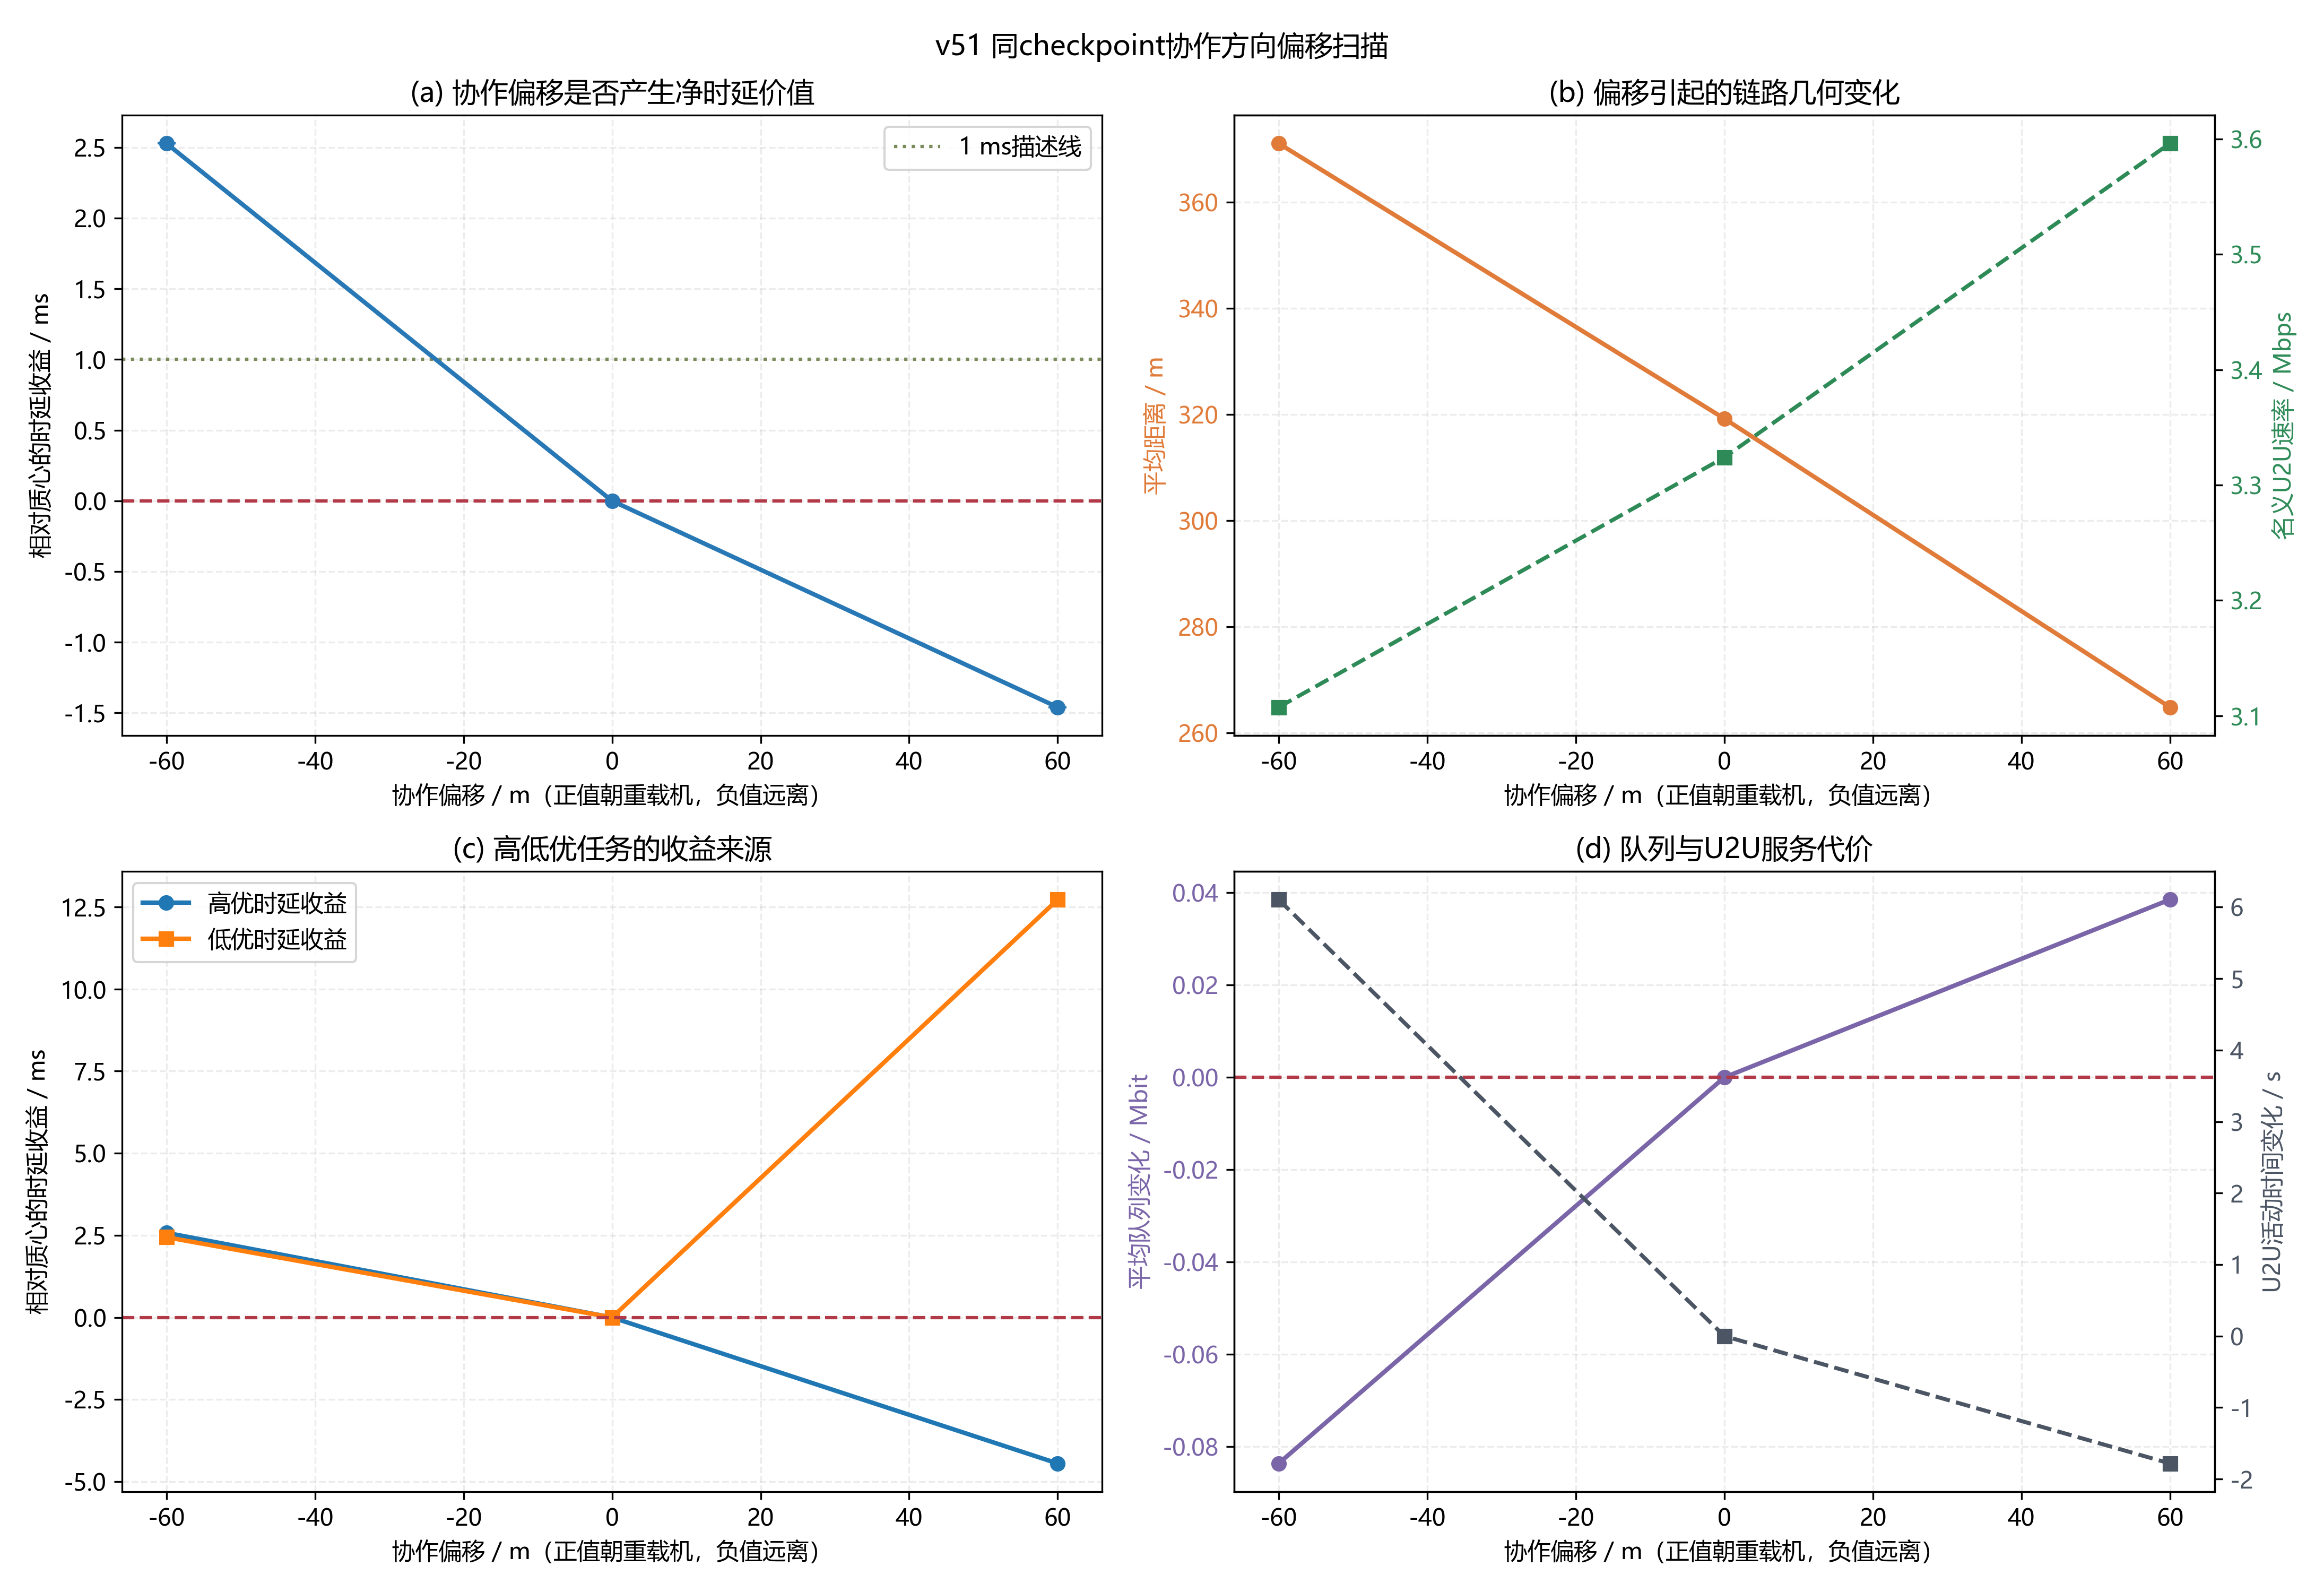 v51 同checkpoint协作方向偏移扫描
(a) 协作偏移是否产生净时延价值
相对质心的时延收益 / ms
2.5
2.0
1.5
1.0
0.5
0.0
-0.5
-1.0
-1.5
1 ms描述线
-60 -40 -20 0 20 40 60
协作偏移 / m（正值朝重载机，负值远离）
(b) 偏移引起的链路几何变化
平均距离 / m
360
340
320
300
280
260
3.6
3.5
3.4
3.3
3.2
3.1
名义U2U速率 / Mbps
-60 -40 -20 0 20 40 60
协作偏移 / m（正值朝重载机，负值远离）
(c) 高低优任务的收益来源
相对质心的时延收益 / ms
12.5
10.0
7.5
5.0
2.5
0.0
-2.5
-5.0
高优时延收益
低优时延收益
-60 -40 -20 0 20 40 60
协作偏移 / m（正值朝重载机，负值远离）
(d) 队列与U2U服务代价
平均队列变化 / Mbit
0.04
0.02
0.00
-0.02
-0.04
-0.06
-0.08
6
5
4
3
2
1
0
-1
-2
U2U活动时间变化 / s
-60 -40 -20 0 20 40 60
协作偏移 / m（正值朝重载机，负值远离）